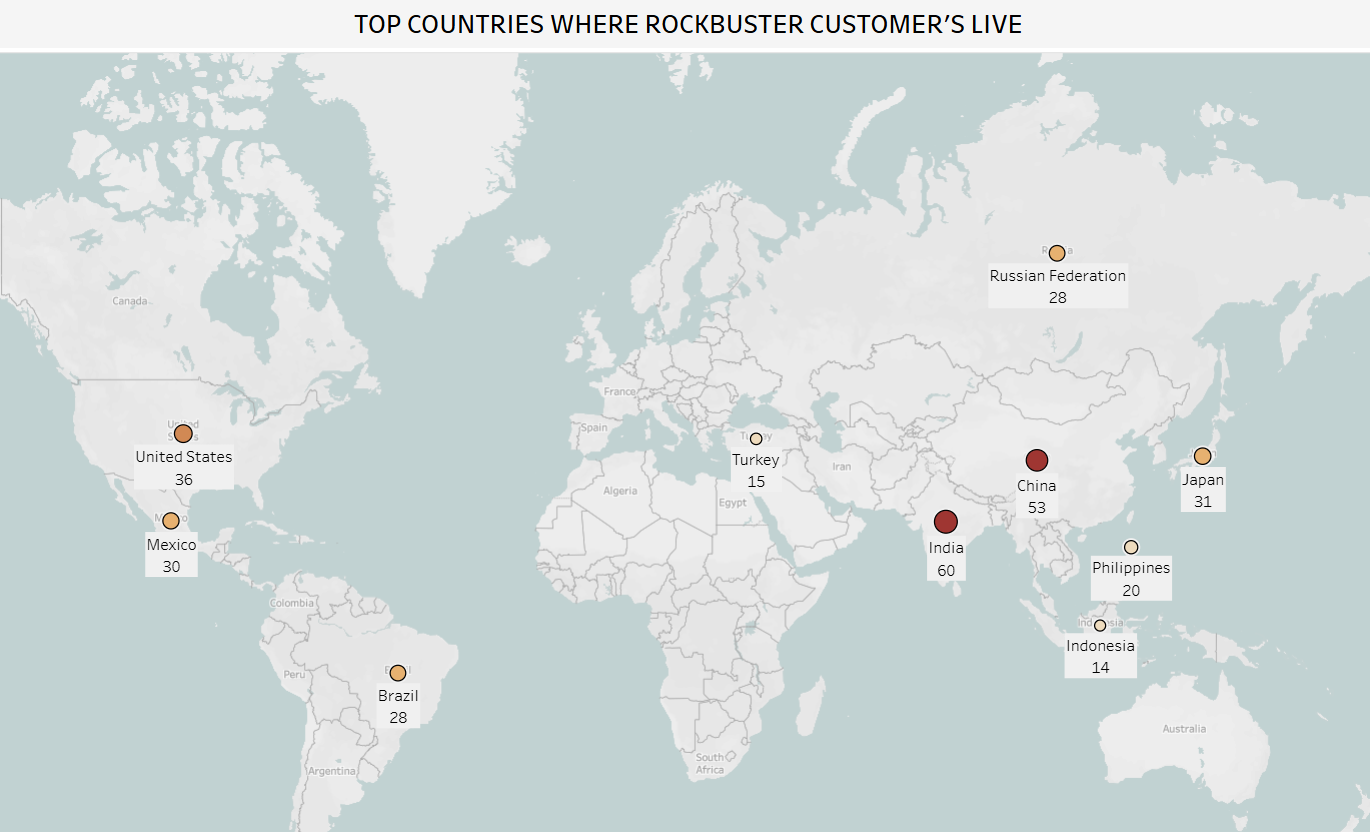 TOP COUNTRIES WHERE ROCKBUSTER CUSTOMER'S LIVE
Russian Federation
28
Canada
France
Spain
United States
36
Turkey
15
Iran
China
53
Japan
31
Algeria
Egypt
Mexico
30
India
60
Philippines
20
Colombia
Indonesia
14
Peru
Brazil
28
Australia
South
Africa
Argentina